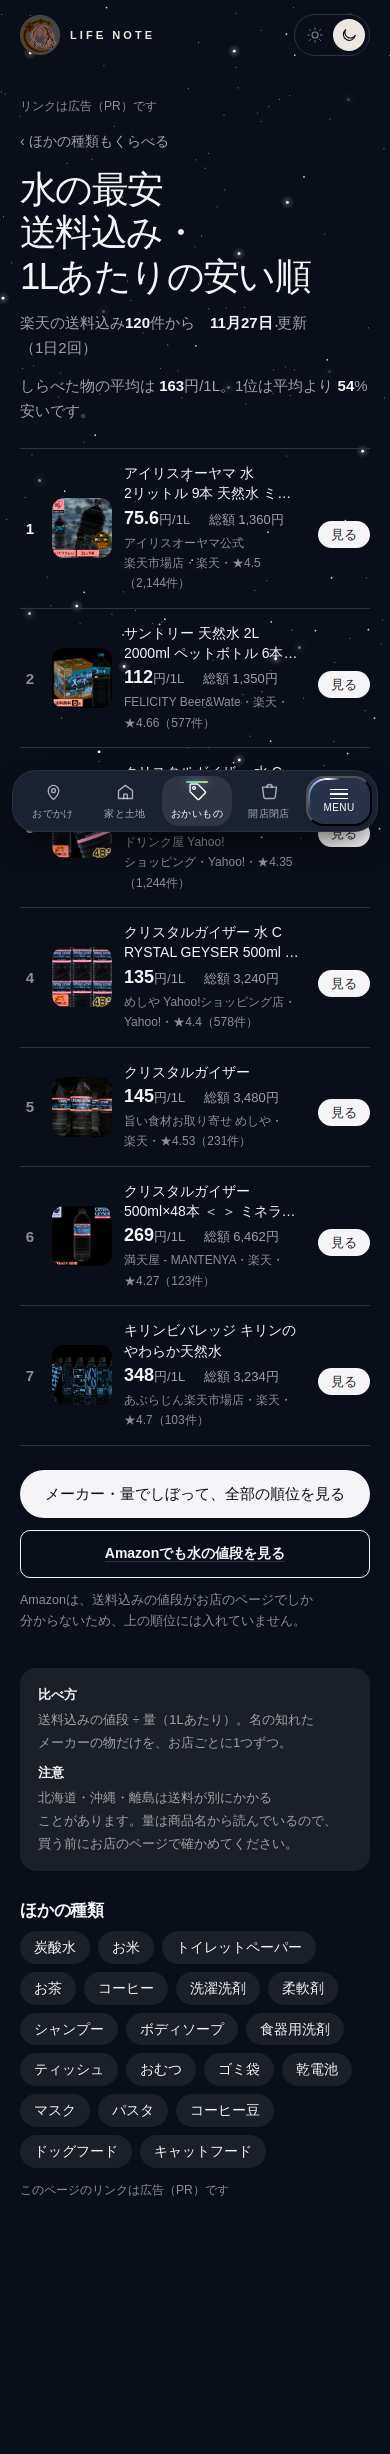 LIFE NOTE
リンクは広告（PR）です
‹ ほかの種類もくらべる
水の最安
送料込み・
1Lあたりの安い順
楽天の送料込み120件から　11月27日 更新
（1日2回）
しらべた物の平均は 163円/1L。1位は平均より 54%
安いです。
アイリスオーヤマ 水
2リットル 9本 天然水 ミ…
1
75.6円/1L 総額 1,360円
見る
アイリスオーヤマ公式
楽天市場店・楽天・★4.5
（2,144件）
サントリー 天然水 2L
2000ml ペットボトル 6本…
2
112円/1L 総額 1,350円
見る
FELICITY Beer&Wate・楽天・
★4.66（577件）
おでかけ
家と土地
おかいもの
開店閉店
MENU
見る
ドリンク屋 Yahoo!
ショッピング・Yahoo!・★4.35
（1,244件）
クリスタルガイザー 水 C
RYSTAL GEYSER 500ml …
4
135円/1L 総額 3,240円
見る
めしや Yahoo!ショッピング店・
Yahoo!・★4.4（578件）
クリスタルガイザー
5
145円/1L 総額 3,480円
見る
旨い食材お取り寄せ めしや・
楽天・★4.53（231件）
クリスタルガイザー
500ml×48本 ＜ ＞ ミネラ…
6
269円/1L 総額 6,462円
見る
満天屋 - MANTENYA・楽天・
★4.27（123件）
キリンビバレッジ キリンの
やわらか天然水
7
348円/1L 総額 3,234円
見る
あぶらじん楽天市場店・楽天・
★4.7（103件）
メーカー・量でしぼって、全部の順位を見る
Amazonでも水の値段を見る
Amazonは、送料込みの値段がお店のページでしか
分からないため、上の順位には入れていません。
比べ方
送料込みの値段 ÷ 量（1Lあたり）。名の知れた
メーカーの物だけを、お店ごとに1つずつ。
注意
北海道・沖縄・離島は送料が別にかかる
ことがあります。量は商品名から読んでいるので、
買う前にお店のページで確かめてください。
ほかの種類
炭酸水
お米
トイレットペーパー
お茶
コーヒー
洗濯洗剤
柔軟剤
シャンプー
ボディソープ
食器用洗剤
ティッシュ
おむつ
ゴミ袋
乾電池
マスク
パスタ
コーヒー豆
ドッグフード
キャットフード
このページのリンクは広告（PR）です